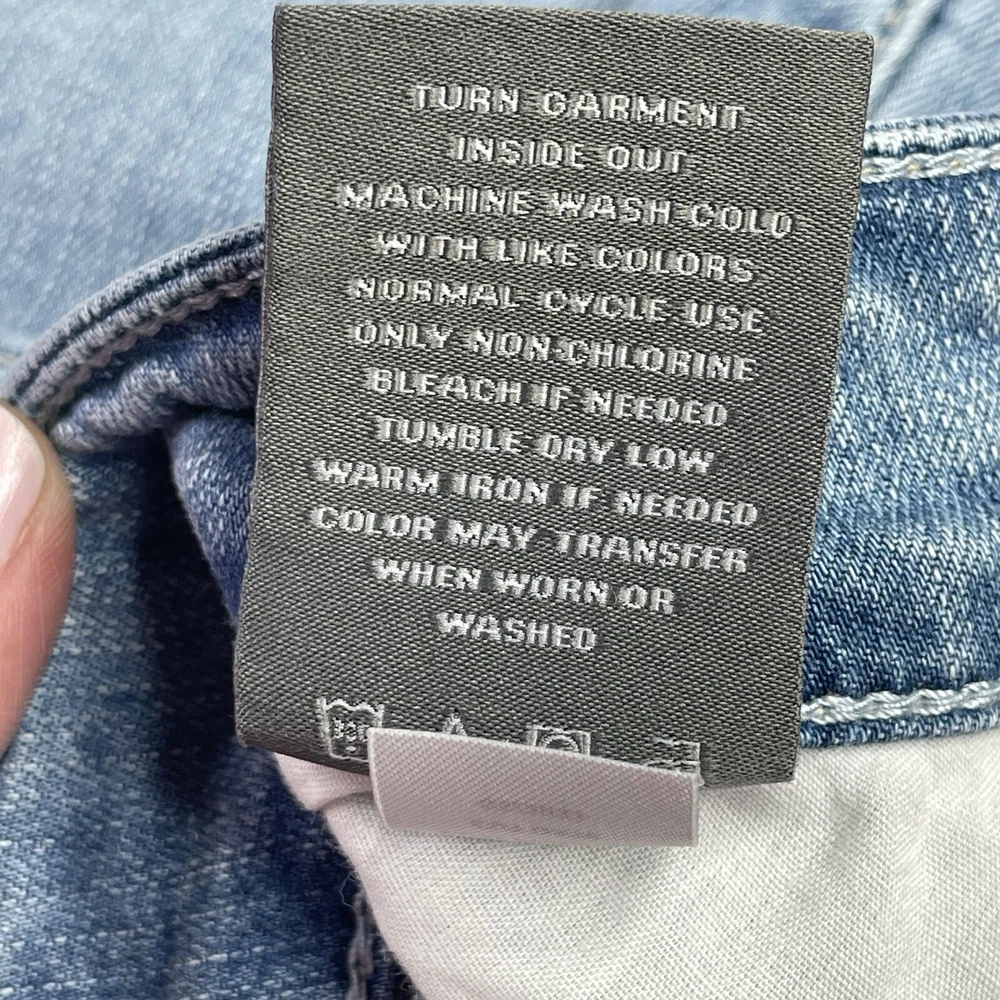 TURN GARMENT
INSIDE OUT
MACHINE WASH COLD
WITH LIKE COLORS
NORMAL CYCLE USE
ONLY NON-CHLORINE
BLEACH IF NEEDED
TUMBLE DRY LOW
WARM IRON IF NEEDED
COLOR MAY TRANSFER
WHEN WORN OR
WASHED